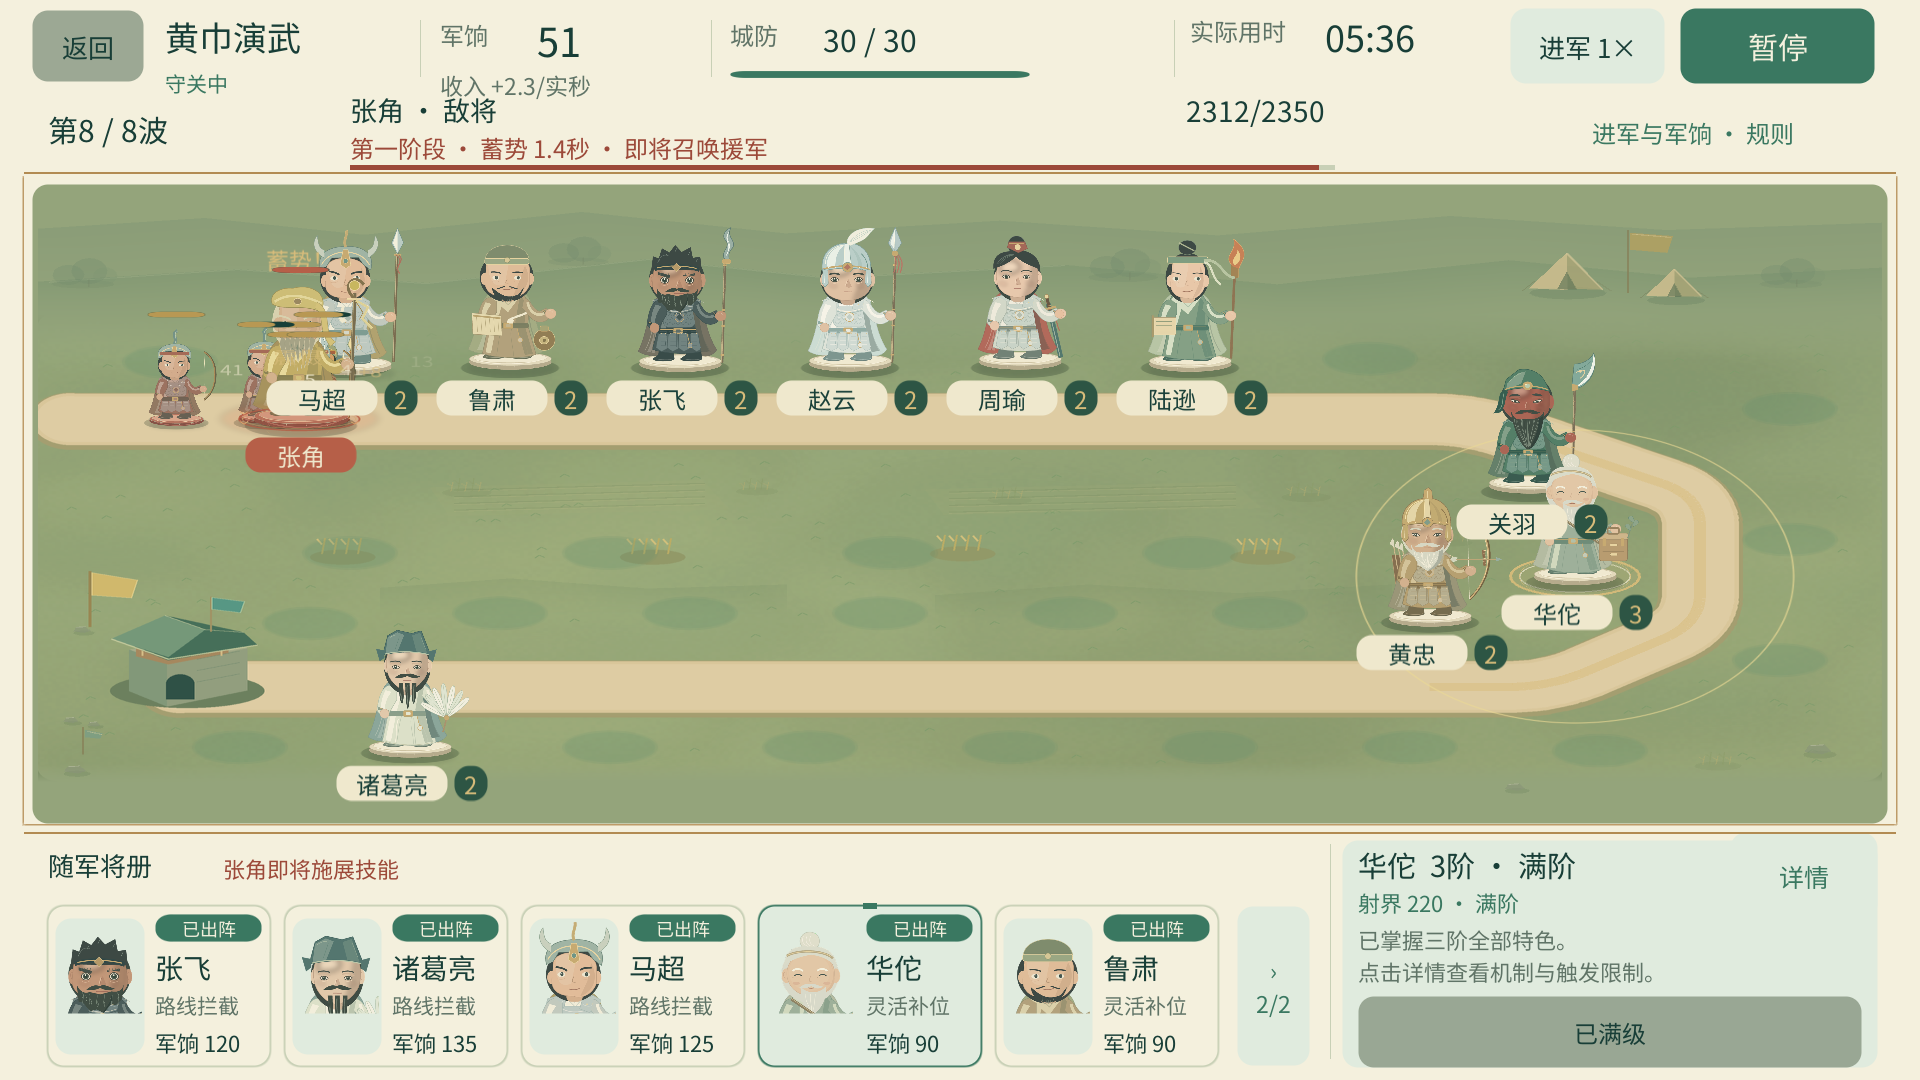 返回
黄巾演武
守关中
军饷
51
收入 +2.3/实秒
城防
30 / 30
实际用时
05:36
进军 1×
暂停
第8 / 8波
张角 · 敌将
2312/2350
第一阶段 · 蓄势 1.4秒 · 即将召唤援军
进军与军饷 · 规则
蓄势
41
13
马超
2
鲁肃
2
张飞
2
赵云
2
周瑜
2
陆逊
2
张角
关羽
2
华佗
3
黄忠
2
诸葛亮
2
随军将册
张角即将施展技能
已出阵
张飞
路线拦截
军饷 120
已出阵
诸葛亮
路线拦截
军饷 135
已出阵
马超
路线拦截
军饷 125
已出阵
华佗
灵活补位
军饷 90
已出阵
鲁肃
灵活补位
军饷 90
›
2/2
华佗 3阶 · 满阶
详情
射界 220 · 满阶
已掌握三阶全部特色。
点击详情查看机制与触发限制。
已满级